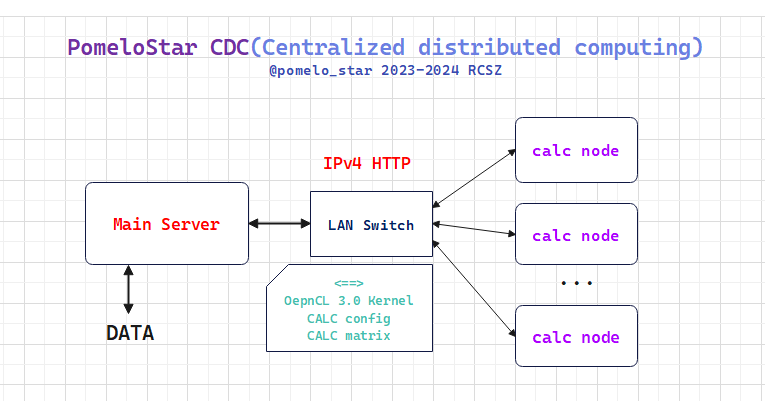 PomeloStar CDC(Centralized distributed computing)
@pomelo_star 2023-2024 RCSZ
calc node
IPv4 HTTP
Main Server
LAN Switch
calc node
...
<==>
OepnCL 3.0 Kernel
CALC config
CALC matrix
DATA
calc node